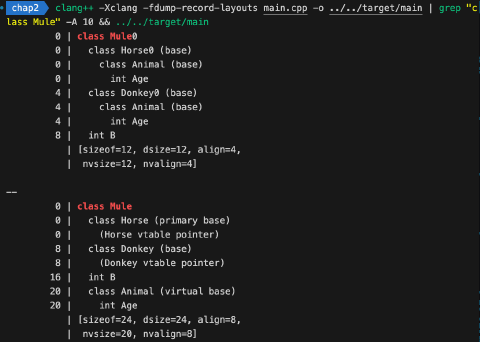 chap2 clang++ -Xclang -fdump-record-layouts main.cpp -o ../../target/main | grep "c
lass Mule" -A 10 && ../../target/main
0 | class Mule0
0 | class Horse0 (base)
0 | class Animal (base)
0 | int Age
4 | class Donkey0 (base)
4 | class Animal (base)
4 | int Age
8 | int B
| [sizeof=12, dsize=12, align=4,
| nvsize=12, nvalign=4]
--
0 | class Mule
0 | class Horse (primary base)
0 | (Horse vtable pointer)
8 | class Donkey (base)
8 | (Donkey vtable pointer)
16 | int B
20 | class Animal (virtual base)
20 | int Age
| [sizeof=24, dsize=24, align=8,
| nvsize=20, nvalign=8]